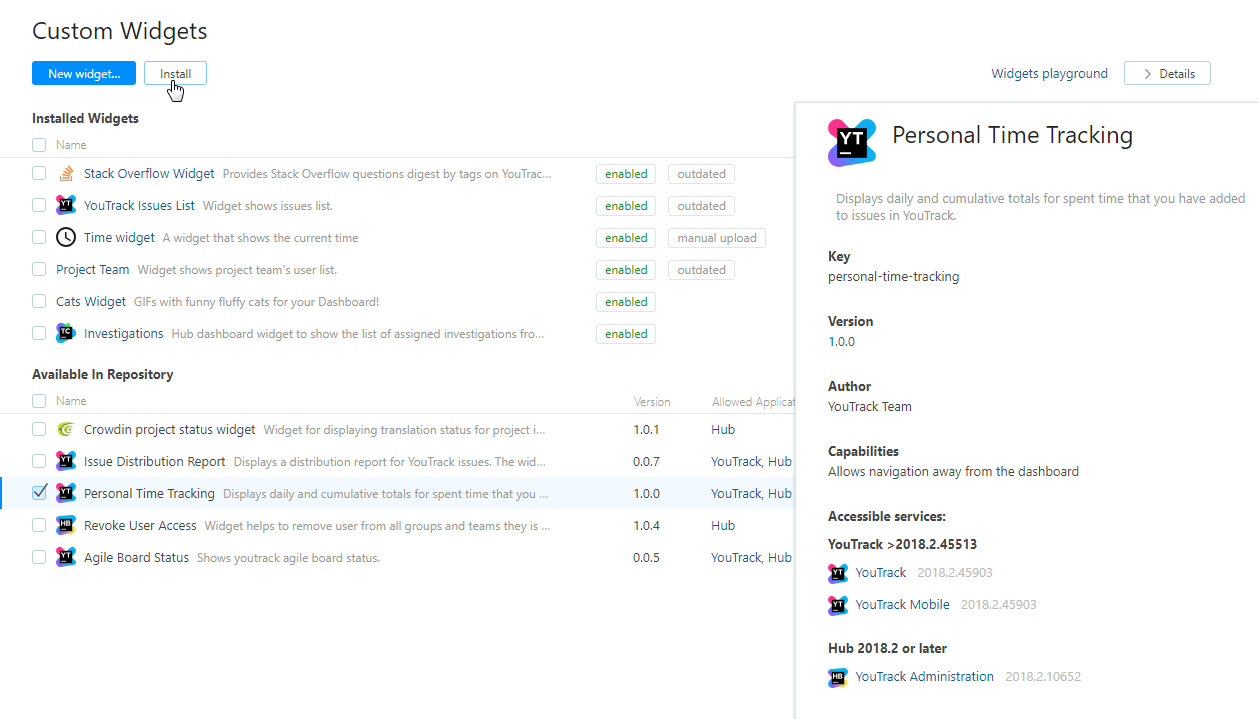 Custom Widgets
New widget... Install Widgets playground Details
Installed Widgets
Name
Stack Overflow Widget Provides Stack Overflow questions digest by tags on YouTrac... enabled outdated
YouTrack Issues List Widget shows issues list. enabled outdated
Time widget A widget that shows the current time enabled manual upload
Project Team Widget shows project team's user list. enabled outdated
Cats Widget GIFs with funny fluffy cats for your Dashboard! enabled
Investigations Hub dashboard widget to show the list of assigned investigations fro... enabled
Available In Repository
Name Version Allowed Applicat
Crowdin project status widget Widget for displaying translation status for project i... 1.0.1 Hub
Issue Distribution Report Displays a distribution report for YouTrack issues. The wid... 0.0.7 YouTrack, Hub
Personal Time Tracking Displays daily and cumulative totals for spent time that you ... 1.0.0 YouTrack, Hub
Revoke User Access Widget helps to remove user from all groups and teams they is ... 1.0.4 Hub
Agile Board Status Shows youtrack agile board status. 0.0.5 YouTrack, Hub
YT Personal Time Tracking
Displays daily and cumulative totals for spent time that you have added
to issues in YouTrack.
Key
personal-time-tracking
Version
1.0.0
Author
YouTrack Team
Capabilities
Allows navigation away from the dashboard
Accessible services:
YouTrack >2018.2.45513
YouTrack 2018.2.45903
YouTrack Mobile 2018.2.45903
Hub 2018.2 or later
YouTrack Administration 2018.2.10652